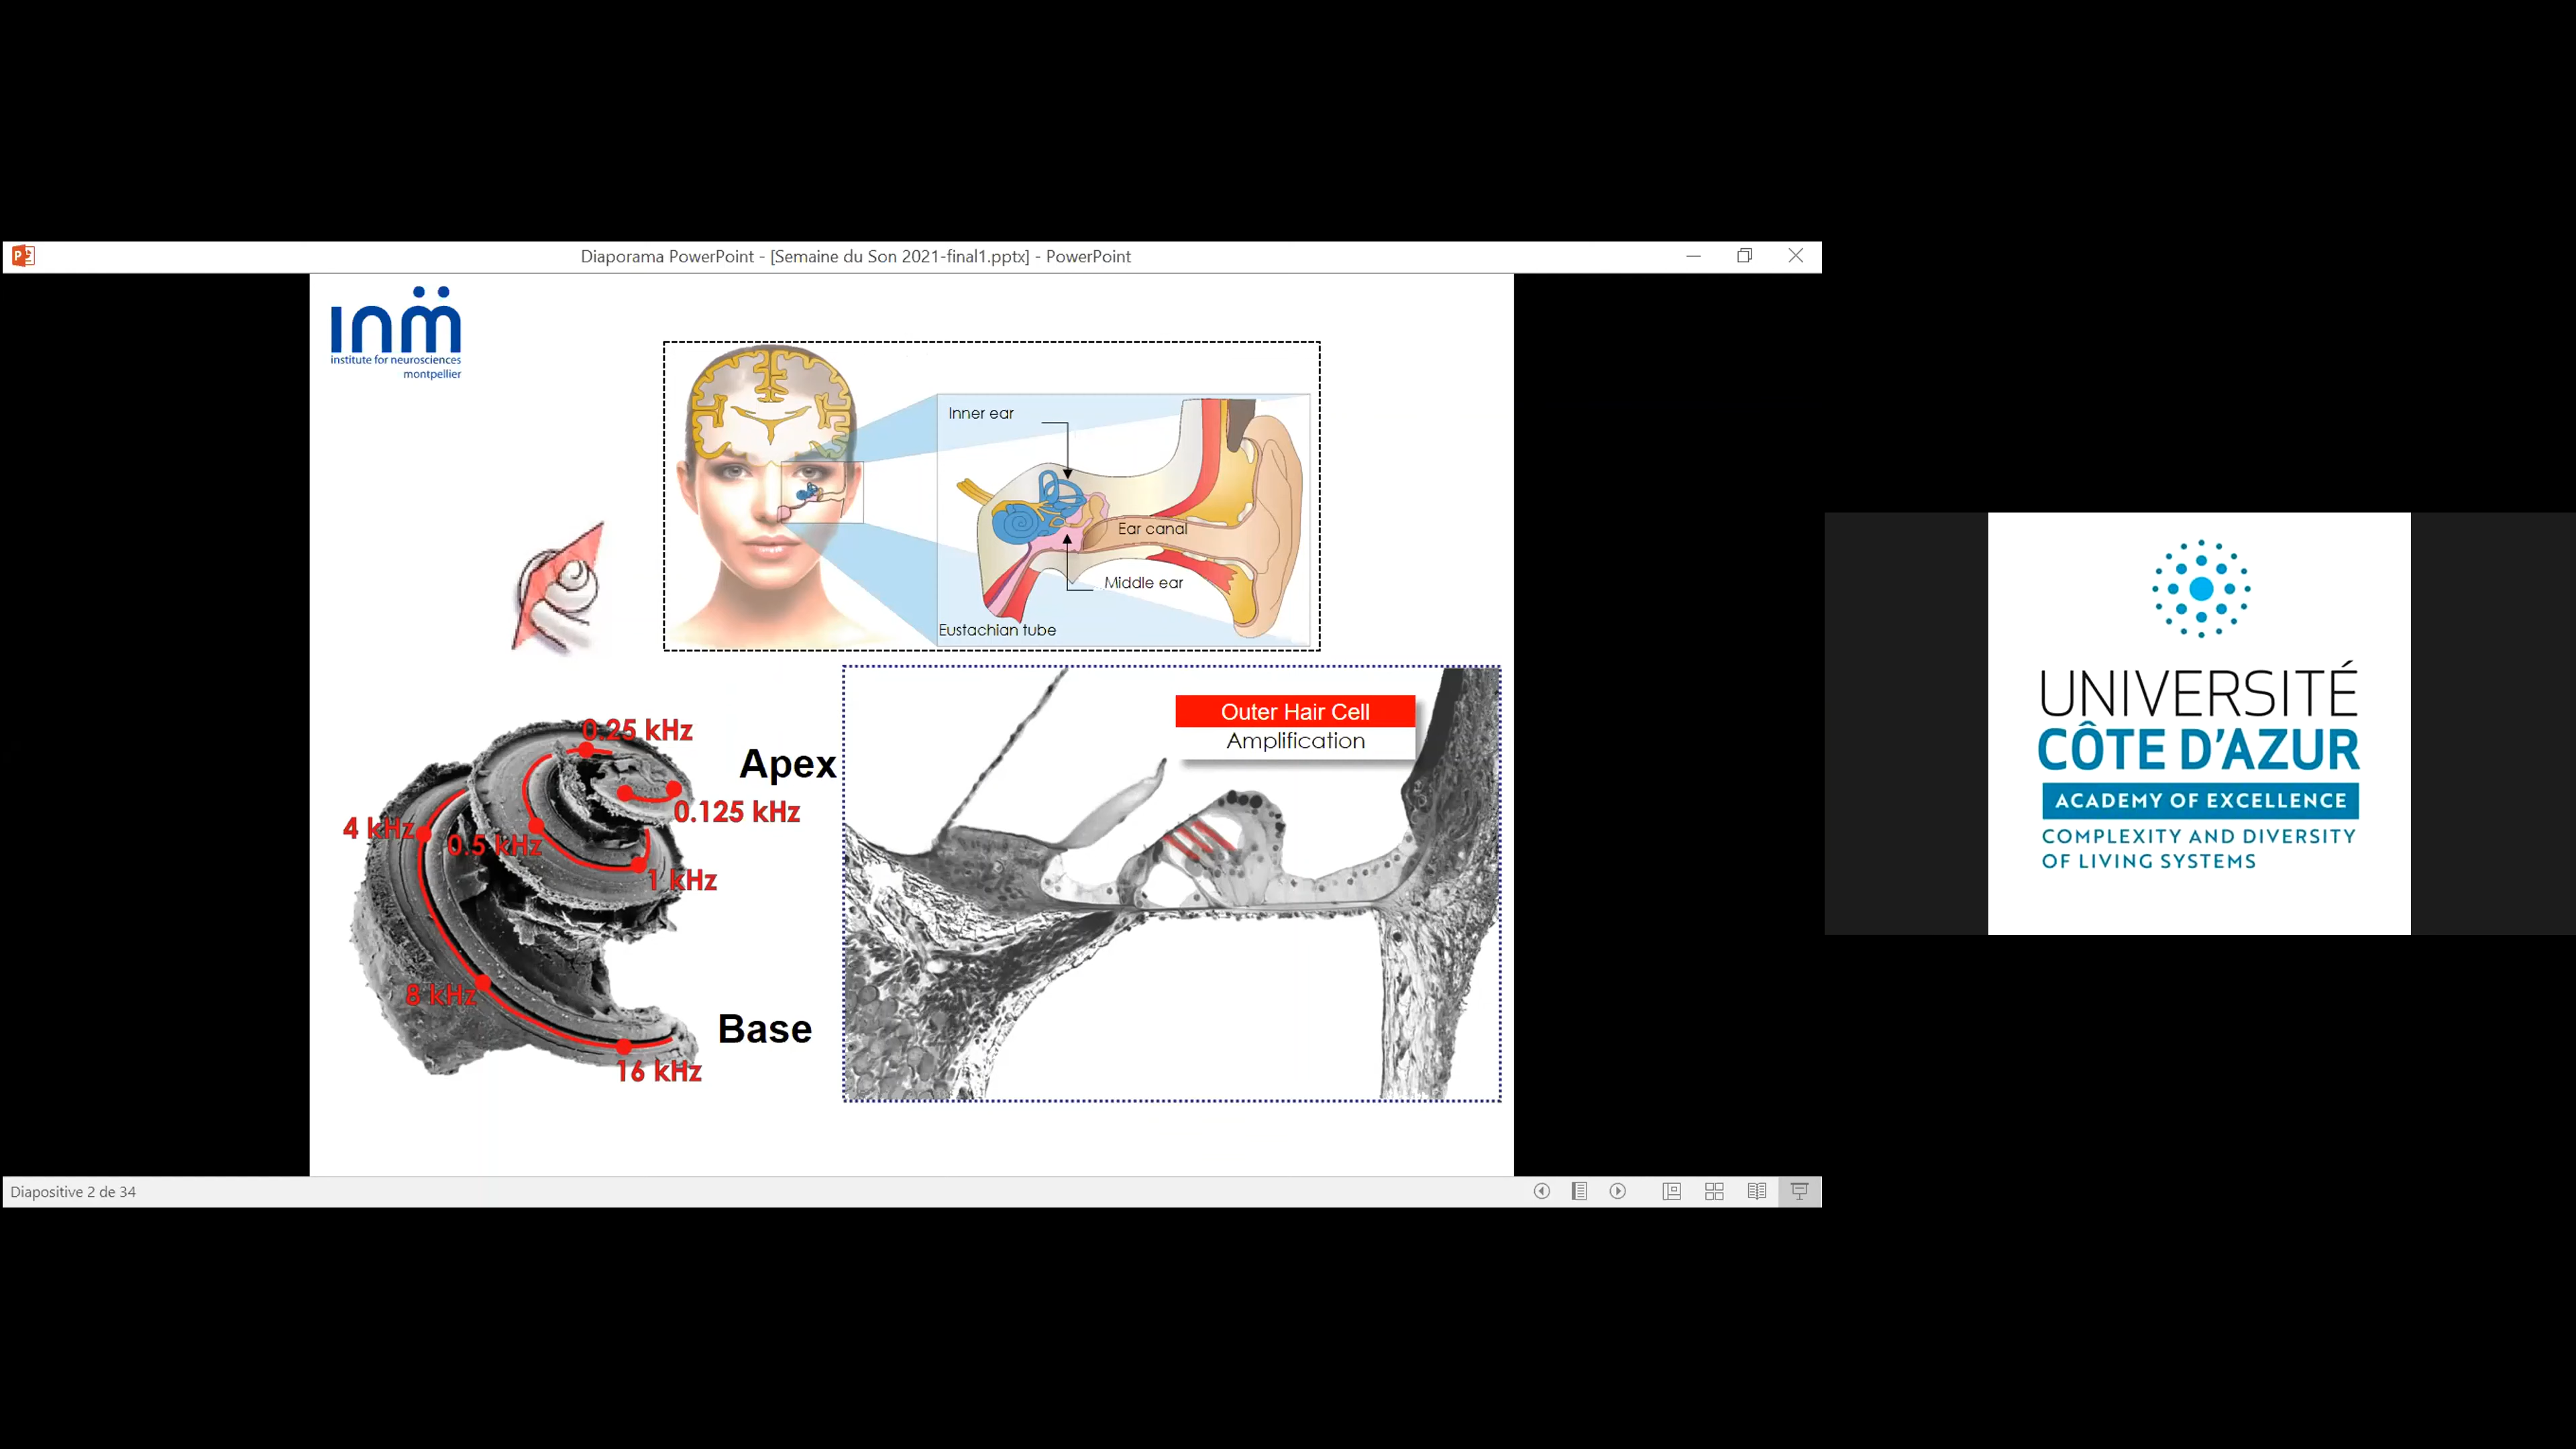 Diaporama PowerPoint - [Semaine du Son 2021-final1.pptx] - PowerPoint
inm
institute for neurosciences
montpellier
Inner ear
Ear canal
Middle ear
Eustachian tube
Outer Hair Cell
Amplification
0.25 kHz
Apex
0.125 kHz
4 kHz
0.5 kHz
1 kHz
8 kHz
Base
16 kHz
Diapositive 2 de 34
UNIVERSITÉ
CÔTE D'AZUR
ACADEMY OF EXCELLENCE
COMPLEXITY AND DIVERSITY
OF LIVING SYSTEMS